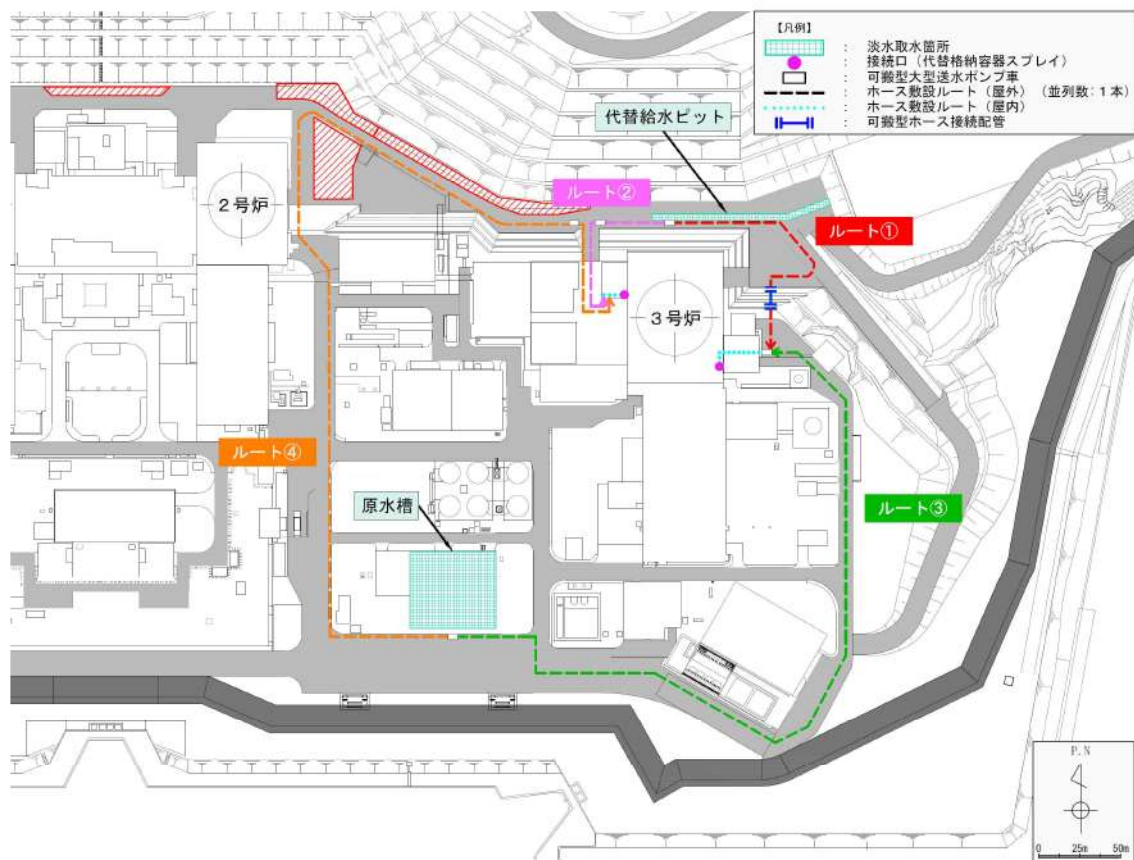 【凡例】
： 淡水取水箇所
： 接続口（代替格納容器スプレイ）
： 可搬型大型送水ポンプ車
： ホース敷設ルート（屋外）（並列数：1本）
： ホース敷設ルート（屋内）
： 可搬型ホース接続配管
代替給水ピット
ルート②
2号炉
ルート①
3号炉
ルート④
原水槽
ルート③
P.N
0 25m 50m